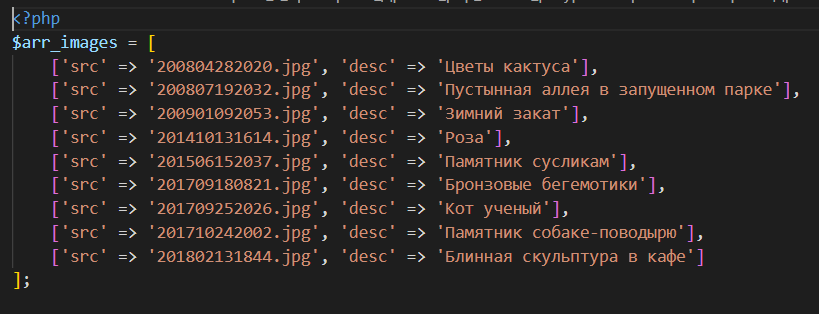 <?php
$arr_images = [
    ['src' => '200804282020.jpg', 'desc' => 'Цветы кактуса'],
    ['src' => '200807192032.jpg', 'desc' => 'Пустынная аллея в запущенном парке'],
    ['src' => '200901092053.jpg', 'desc' => 'Зимний закат'],
    ['src' => '201410131614.jpg', 'desc' => 'Роза'],
    ['src' => '201506152037.jpg', 'desc' => 'Памятник сусликам'],
    ['src' => '201709180821.jpg', 'desc' => 'Бронзовые бегемотики'],
    ['src' => '201709252026.jpg', 'desc' => 'Кот ученый'],
    ['src' => '201710242002.jpg', 'desc' => 'Памятник собаке-поводырю'],
    ['src' => '201802131844.jpg', 'desc' => 'Блинная скульптура в кафе']
];